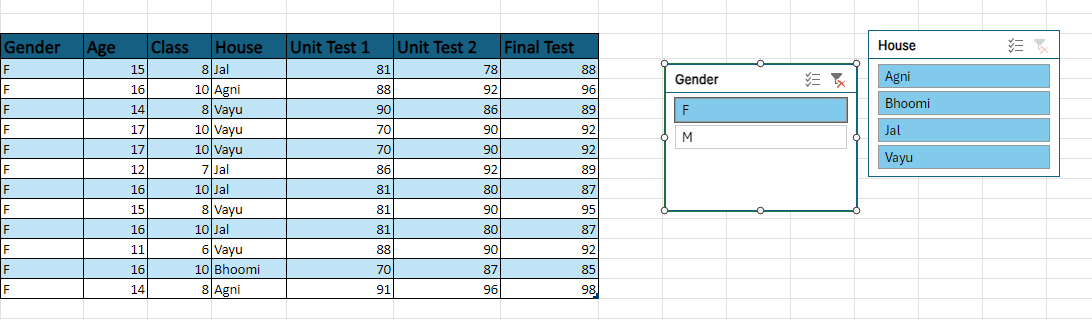 Gender Age Class House Unit Test 1 Unit Test 2 Final Test
F 15 8 Jal 81 78 88
F 16 10 Agni 88 92 96
F 14 8 Vayu 90 86 89
F 17 10 Vayu 70 90 92
F 17 10 Vayu 70 90 92
F 12 7 Jal 86 92 89
F 16 10 Jal 81 80 87
F 15 8 Vayu 81 90 95
F 16 10 Jal 81 80 87
F 11 6 Vayu 88 90 92
F 16 10 Bhoomi 70 87 85
F 14 8 Agni 91 96 98
Gender
F
M
House
Agni
Bhoomi
Jal
Vayu